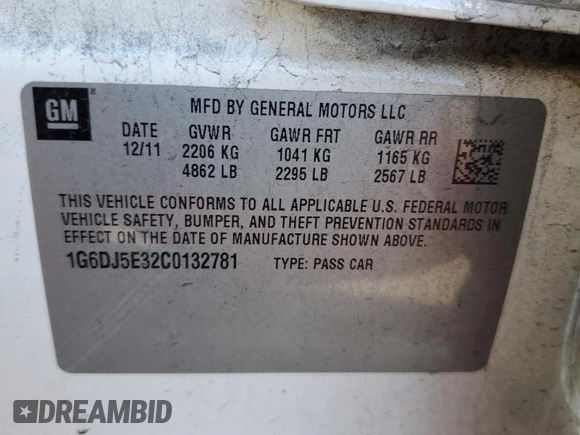 GM ®
MFD BY GENERAL MOTORS LLC
DATE GVWR GAWR FRT GAWR RR
12/11 2206 KG 1041 KG 1165 KG
4862 LB 2295 LB 2567 LB
THIS VEHICLE CONFORMS TO ALL APPLICABLE U.S. FEDERAL MOTOR
VEHICLE SAFETY, BUMPER, AND THEFT PREVENTION STANDARDS IN
EFFECT ON THE DATE OF MANUFACTURE SHOWN ABOVE.
1G6DJ5E32C0132781 TYPE: PASS CAR
DREAMBID